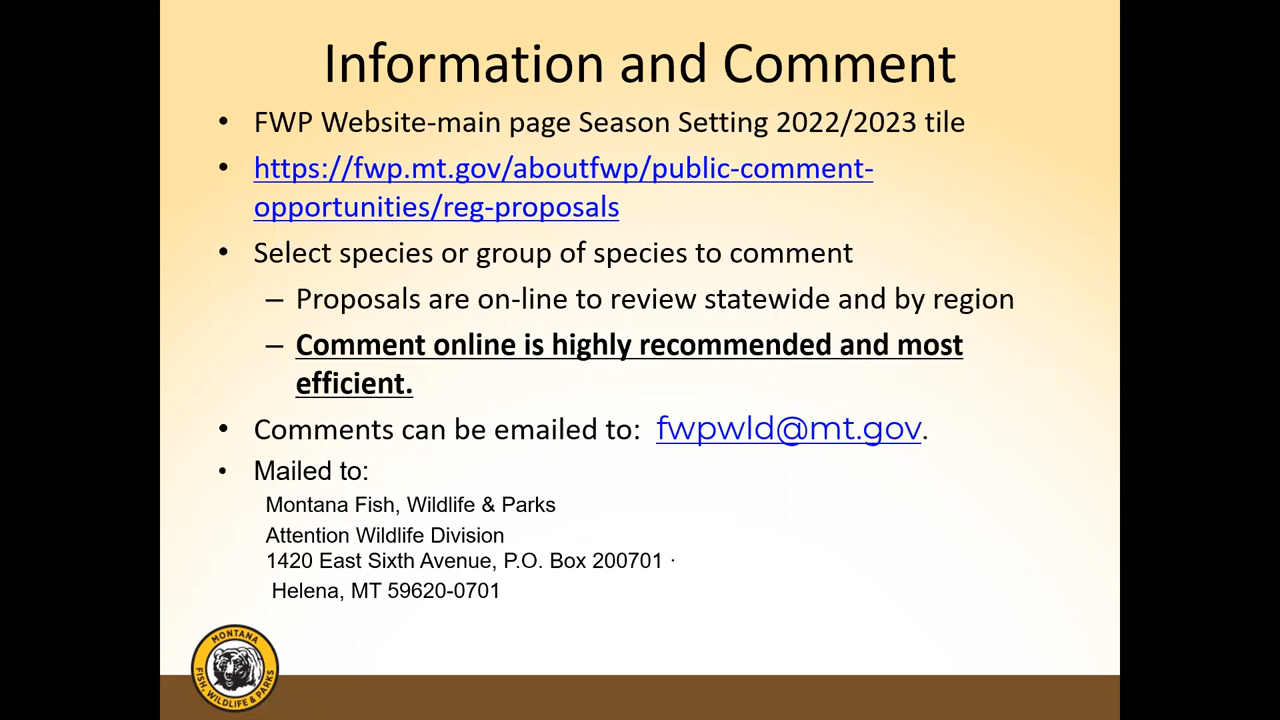 Information and Comment
• FWP Website-main page Season Setting 2022/2023 tile
• https://fwp.mt.gov/aboutfwp/public-comment-
opportunities/reg-proposals
• Select species or group of species to comment
– Proposals are on-line to review statewide and by region
– Comment online is highly recommended and most
efficient.
• Comments can be emailed to: fwpwld@mt.gov.
• Mailed to:
Montana Fish, Wildlife & Parks
Attention Wildlife Division
1420 East Sixth Avenue, P.O. Box 200701 ·
Helena, MT 59620-0701
MONTANA
FISH, WILDLIFE & PARKS